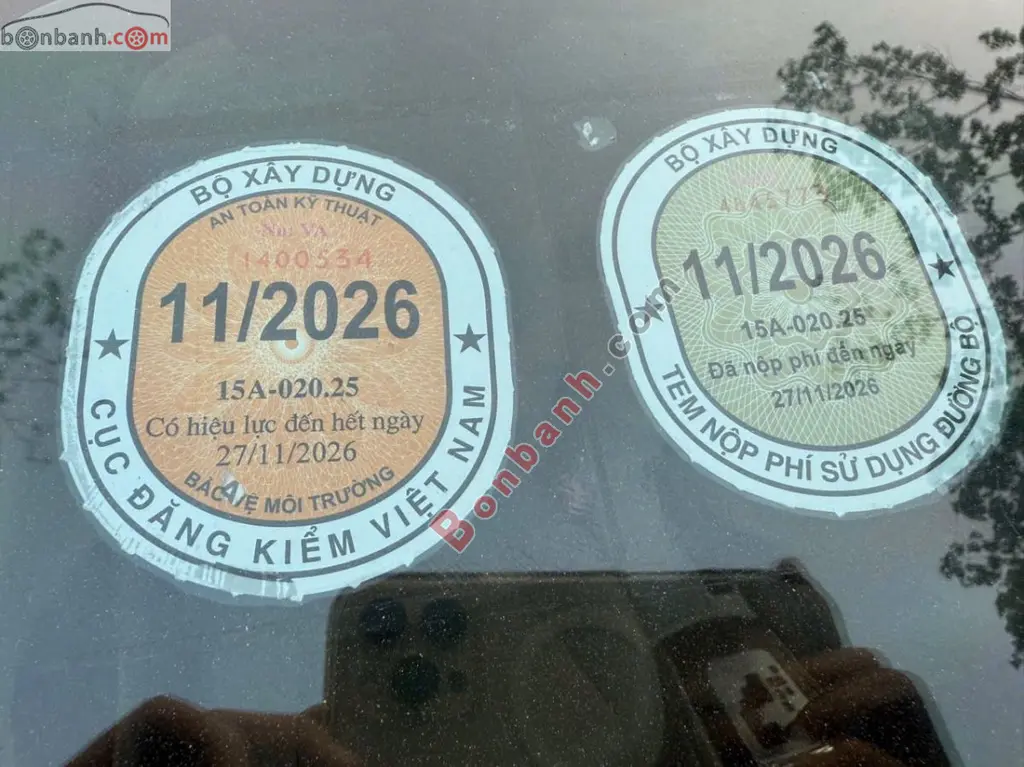 bonbanh.com
BỘ XÂY DỰNG
AN TOÀN KỸ THUẬT
No: VA
1400534
11/2026
15A-020.25
Có hiệu lực đến hết ngày
27/11/2026
BẢO VỆ MÔI TRƯỜNG
CỤC ĐĂNG KIỂM VIỆT NAM
BỘ XÂY DỰNG
11/2026
15A-020.25
Đã nộp phí đến ngày
27/11/2026
TEM NỘP PHÍ SỬ DỤNG ĐƯỜNG BỘ
Bonbanh.com